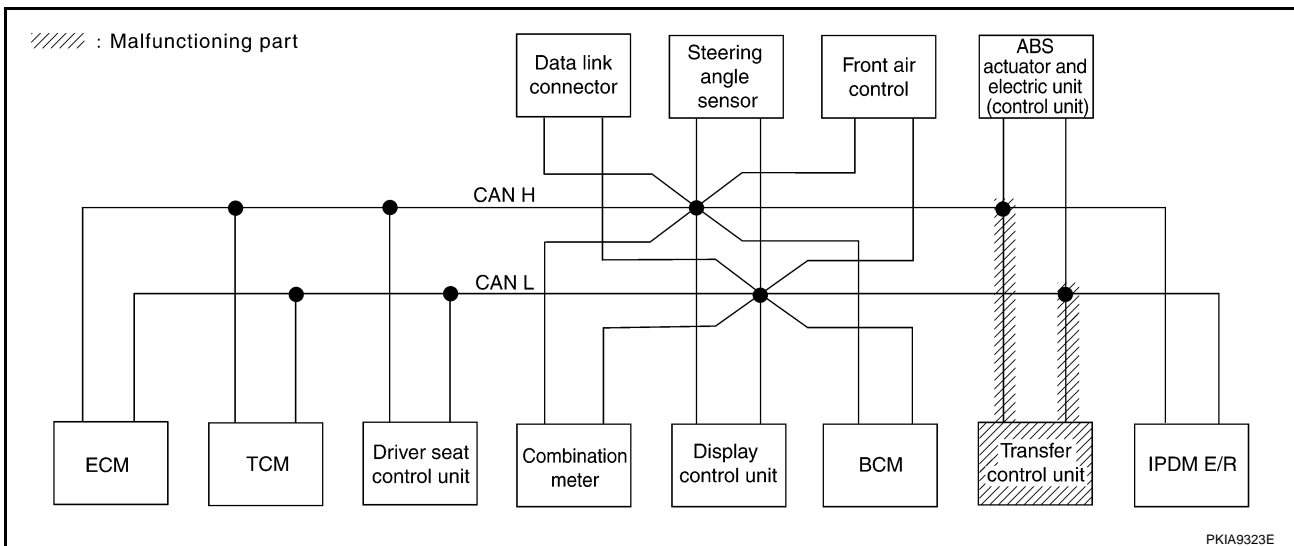 : Malfunctioning part
Data link
connector
Steering
angle
sensor
Front air
control
ABS
actuator and
electric unit
(control unit)
CAN H
CAN L
ECM
TCM
Driver seat
control unit
Combination
meter
Display
control unit
BCM
Transfer
control unit
IPDM E/R
PKIA9323E